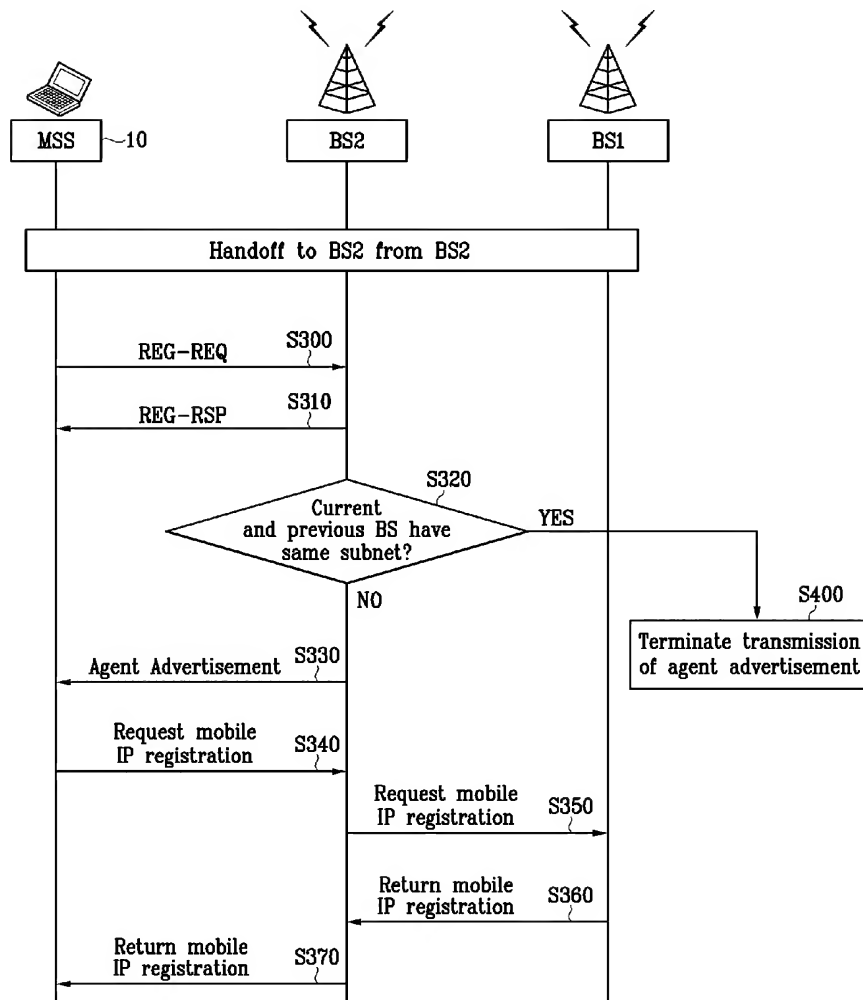 MSS
10
BS2
BS1
Handoff to BS2 from BS2
REG-REQ
S300
REG-RSP
S310
S320
Current
and previous BS have
same subnet?
YES
NO
S400
Terminate transmission
of agent advertisement
Agent Advertisement
S330
Request mobile
IP registration
S340
Request mobile
IP registration
S350
Return mobile
IP registration
S360
Return mobile
IP registration
S370